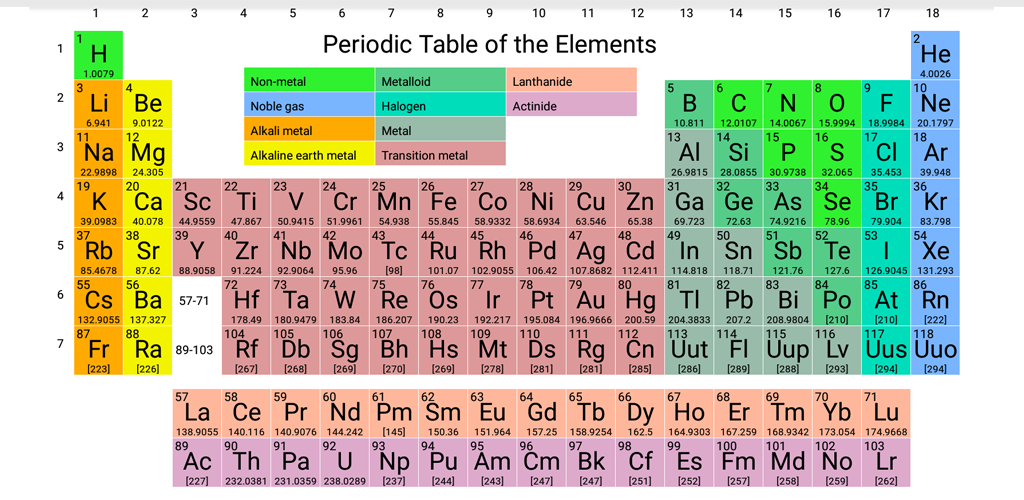 1 2 3 4 5 6 7 8 9 10 11 12 13 14 15 16 17 18
Periodic Table of the Elements
Non-metal Metalloid Lanthanide
Noble gas Halogen Actinide
Alkali metal Metal
Alkaline earth metal Transition metal
1 2
1 H He
1.0079 4.0026
3 4 5 6 7 8 9 10
2 Li Be B C N O F Ne
6.941 9.0122 10.811 12.0107 14.0067 15.9994 18.9984 20.1797
11 12 13 14 15 16 17 18
3 Na Mg Al Si P S Cl Ar
22.9898 24.305 26.9815 28.0855 30.9738 32.065 35.453 39.948
19 20 21 22 23 24 25 26 27 28 29 30 31 32 33 34 35 36
4 K Ca Sc Ti V Cr Mn Fe Co Ni Cu Zn Ga Ge As Se Br Kr
39.0983 40.078 44.9559 47.867 50.9415 51.9961 54.938 55.845 58.9332 58.6934 63.546 65.38 69.723 72.63 74.9216 78.96 79.904 83.798
37 38 39 40 41 42 43 44 45 46 47 48 49 50 51 52 53 54
5 Rb Sr Y Zr Nb Mo Tc Ru Rh Pd Ag Cd In Sn Sb Te I Xe
85.4678 87.62 88.9058 91.224 92.9064 95.96 [98] 101.07 102.9055 106.42 107.8682 112.411 114.818 118.71 121.76 127.6 126.9045 131.293
55 56 72 73 74 75 76 77 78 79 80 81 82 83 84 85 86
6 Cs Ba 57-71 Hf Ta W Re Os Ir Pt Au Hg Tl Pb Bi Po At Rn
132.9055 137.327 178.49 180.9479 183.84 186.207 190.23 192.217 195.084 196.9666 200.59 204.3833 207.2 208.9804 [210] [210] [222]
87 88 104 105 106 107 108 109 110 111 112 113 114 115 116 117 118
7 Fr Ra 89-103 Rf Db Sg Bh Hs Mt Ds Rg Cn Uut Fl Uup Lv Uus Uuo
[223] [226] [267] [268] [269] [270] [269] [278] [281] [281] [285] [286] [289] [288] [293] [294] [294]
57 58 59 60 61 62 63 64 65 66 67 68 69 70 71
La Ce Pr Nd Pm Sm Eu Gd Tb Dy Ho Er Tm Yb Lu
138.9055 140.116 140.9076 144.242 [145] 150.36 151.964 157.25 158.9254 162.5 164.9303 167.259 168.9342 173.054 174.9668
89 90 91 92 93 94 95 96 97 98 99 100 101 102 103
Ac Th Pa U Np Pu Am Cm Bk Cf Es Fm Md No Lr
[227] 232.0381 231.0359 238.0289 [237] [244] [243] [247] [247] [251] [252] [257] [258] [259] [262]